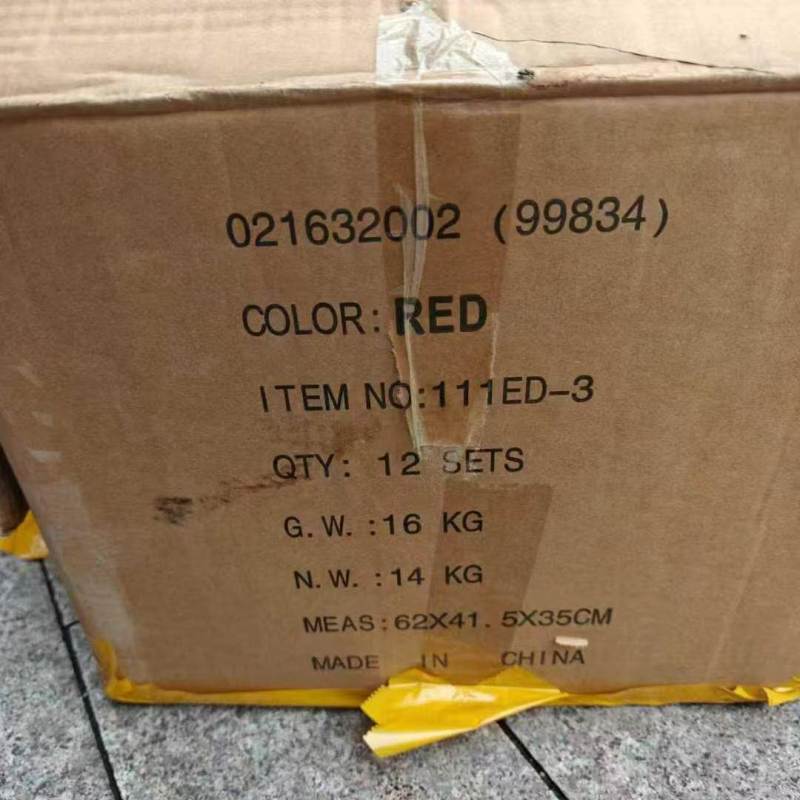 021632002 (99834)
COLOR: RED
ITEM NO:111ED-3
QTY: 12 SETS
G.W. :16 KG
N.W. :14 KG
MEAS:62X41.5X35CM
MADE IN CHINA